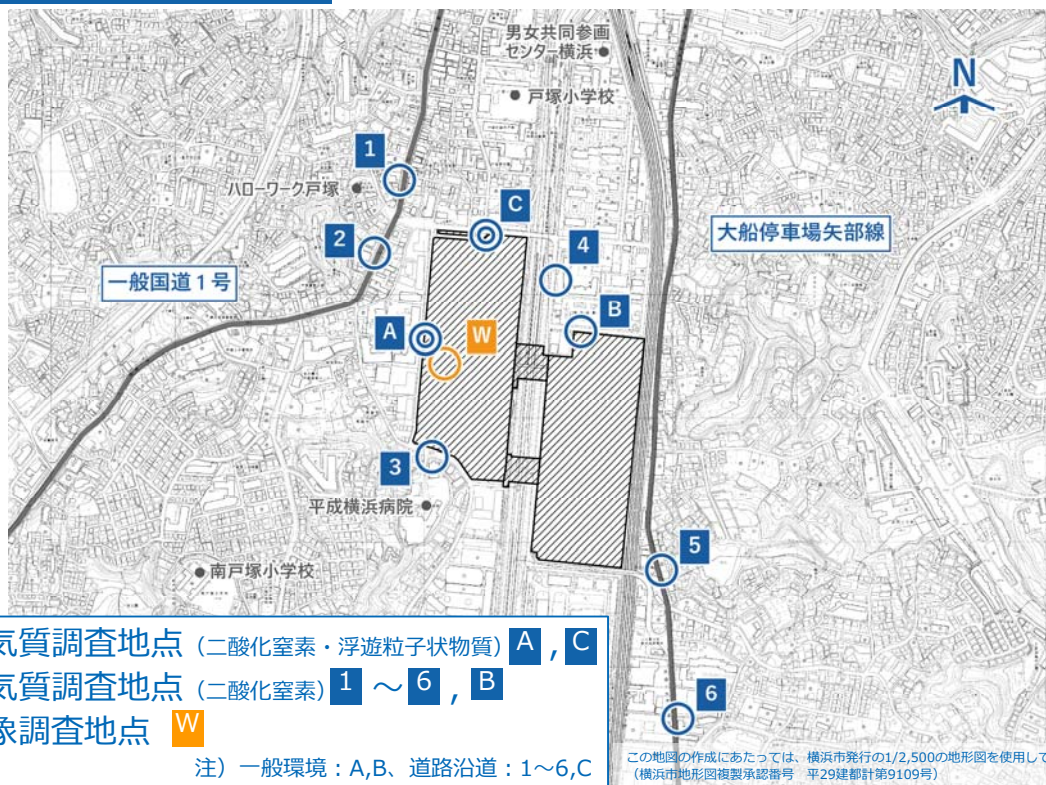 男女共同参画
センター横浜
戸塚小学校
N
1
ハローワーク戸塚
C
2
4
大船停車場矢部線
一般国道1号
B
A
W
3
平成横浜病院
5
南戸塚小学校
6
気質調査地点(二酸化窒素・浮遊粒子状物質) A , C
気質調査地点(二酸化窒素) 1 ~ 6 , B
象調査地点 W
注)一般環境:A,B、道路沿道:1~6,C
この地図の作成にあたっては、横浜市発行の1/2,500の地形図を使用して
(横浜市地形図複製承認番号 平29建都計第9109号)